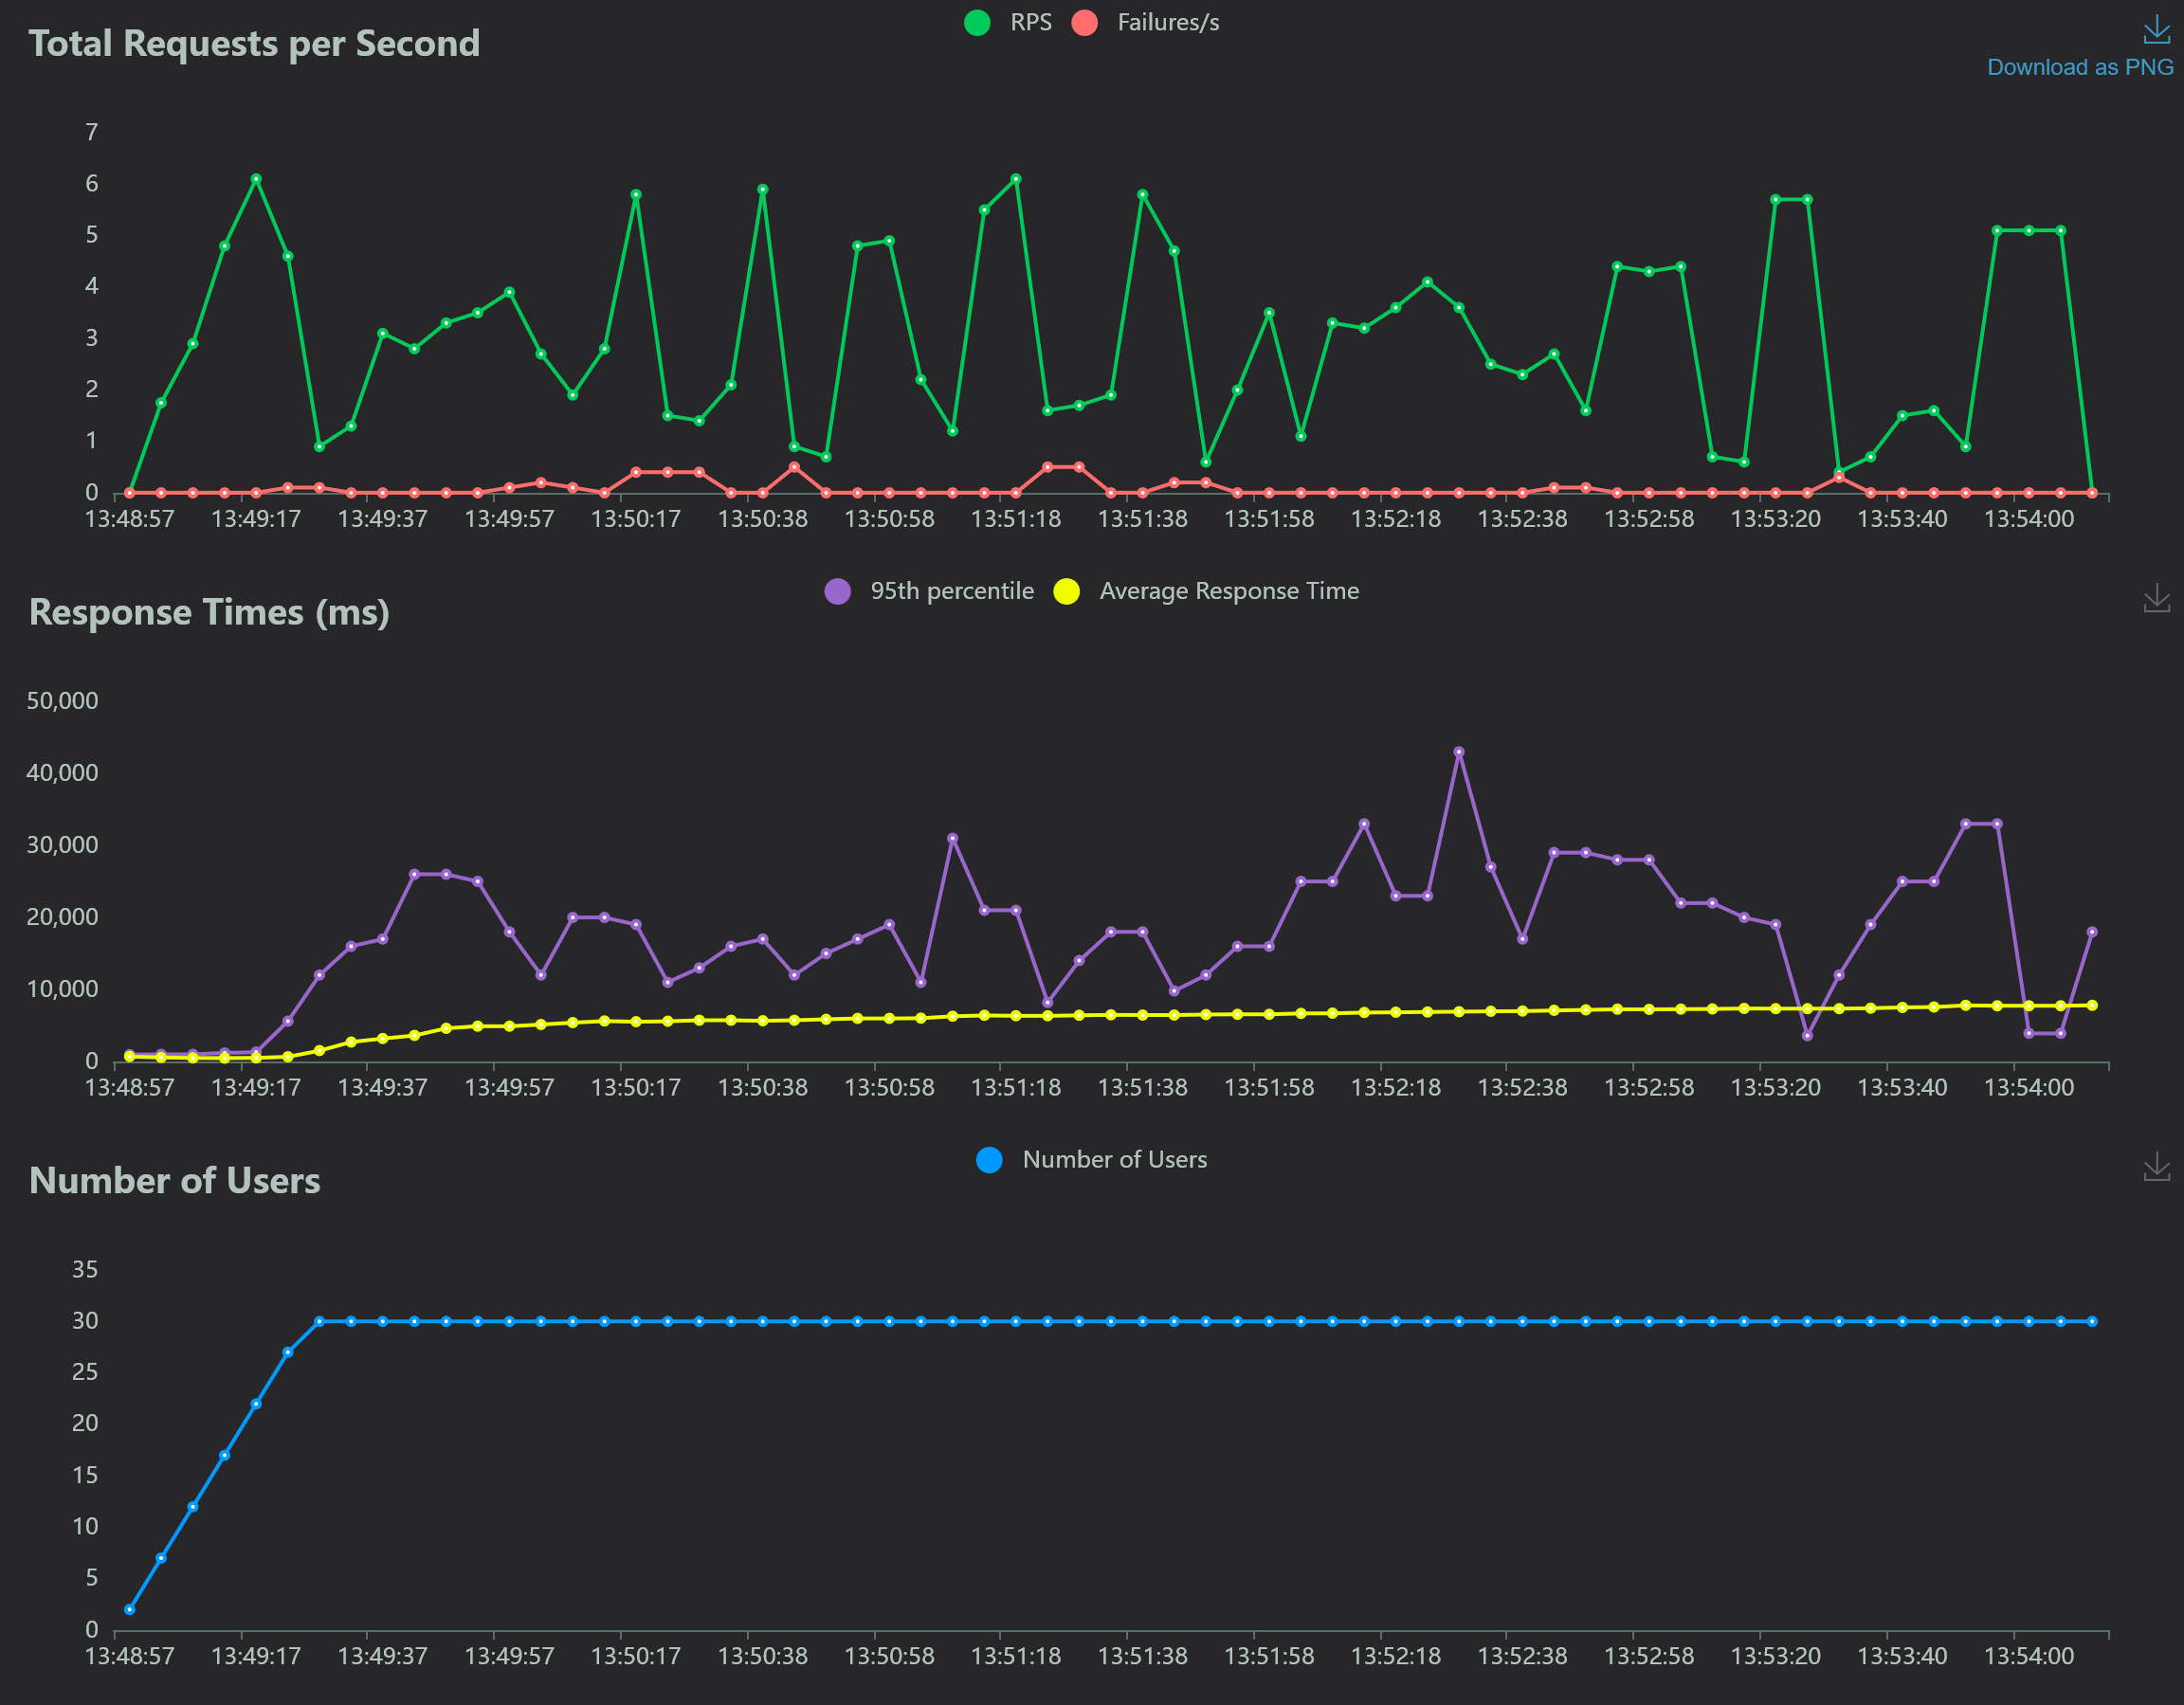 RPS Failures/s
Total Requests per Second
Download as PNG
7
6
5
4
3
2
1
0
13:48:57 13:49:17 13:49:37 13:49:57 13:50:17 13:50:38 13:50:58 13:51:18 13:51:38 13:51:58 13:52:18 13:52:38 13:52:58 13:53:20 13:53:40 13:54:00
95th percentile Average Response Time
Response Times (ms)
50,000
40,000
30,000
20,000
10,000
0
13:48:57 13:49:17 13:49:37 13:49:57 13:50:17 13:50:38 13:50:58 13:51:18 13:51:38 13:51:58 13:52:18 13:52:38 13:52:58 13:53:20 13:53:40 13:54:00
Number of Users
Number of Users
35
30
25
20
15
10
5
0
13:48:57 13:49:17 13:49:37 13:49:57 13:50:17 13:50:38 13:50:58 13:51:18 13:51:38 13:51:58 13:52:18 13:52:38 13:52:58 13:53:20 13:53:40 13:54:00